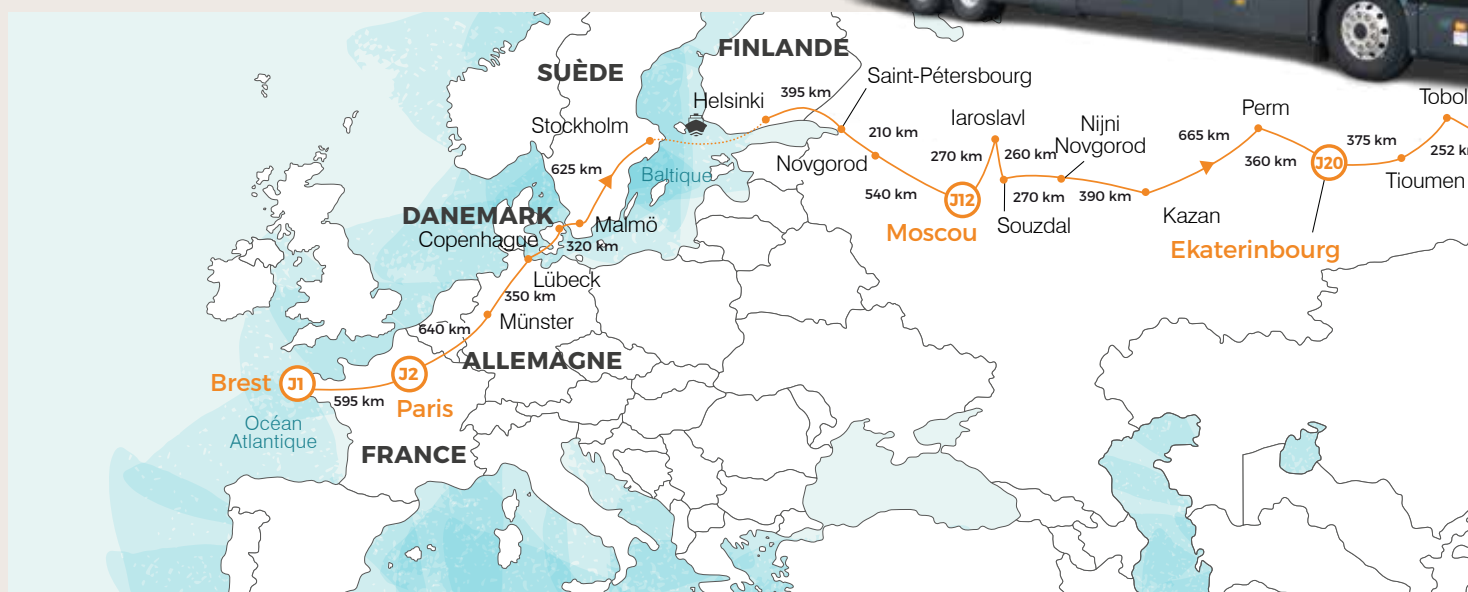 FINLANDE
SUÈDE
Saint-Pétersbourg
Helsinki
395 km
Stockholm
625 km
Baltique
Novgorod
210 km
540 km
Iaroslavl
270 km
260 km
Nijni
Novgorod
270 km
390 km
Souzdal
J12
Moscou
Kazan
665 km
Perm
360 km
J20
Ekaterinbourg
375 km
Tioumen
Tobol
252 k
DANEMARK
Copenhague
Malmö
320 km
Lübeck
350 km
Münster
640 km
ALLEMAGNE
Brest
J1
595 km
J2
Paris
Océan
Atlantique
FRANCE